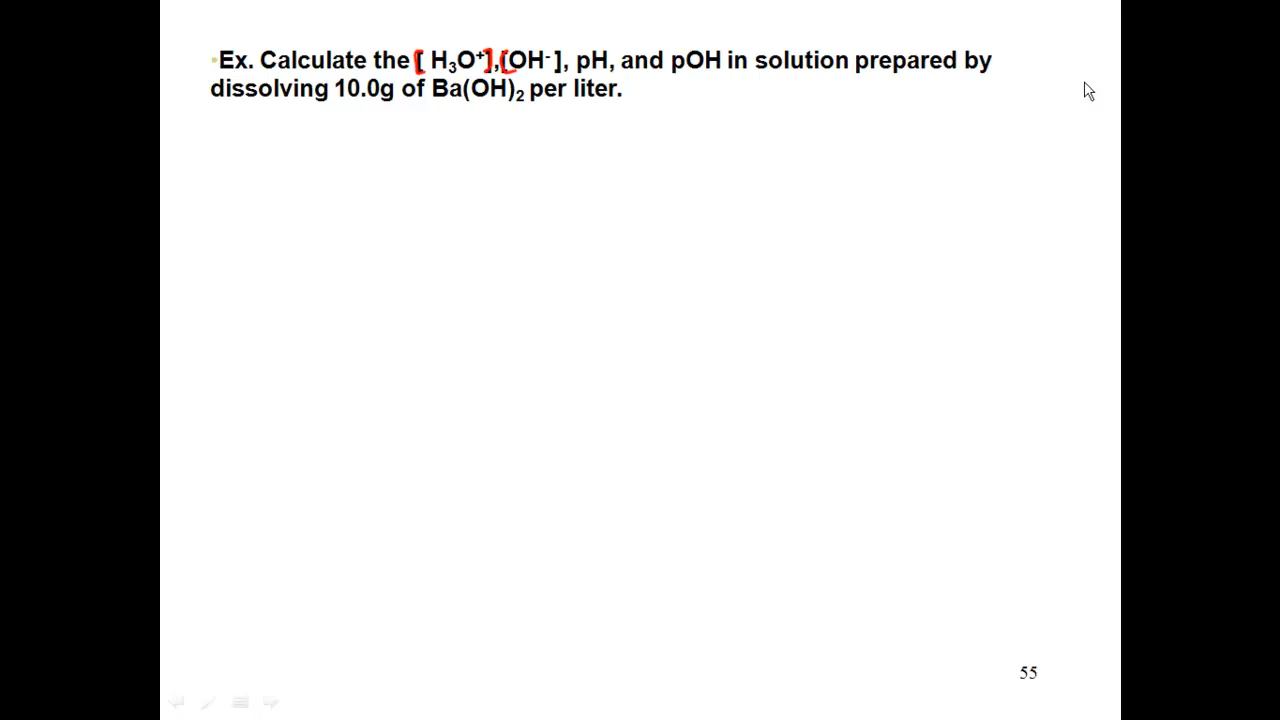 •Ex. Calculate the [ H₃O⁺],[OH⁻ ], pH, and pOH in solution prepared by
dissolving 10.0g of Ba(OH)₂ per liter.
55